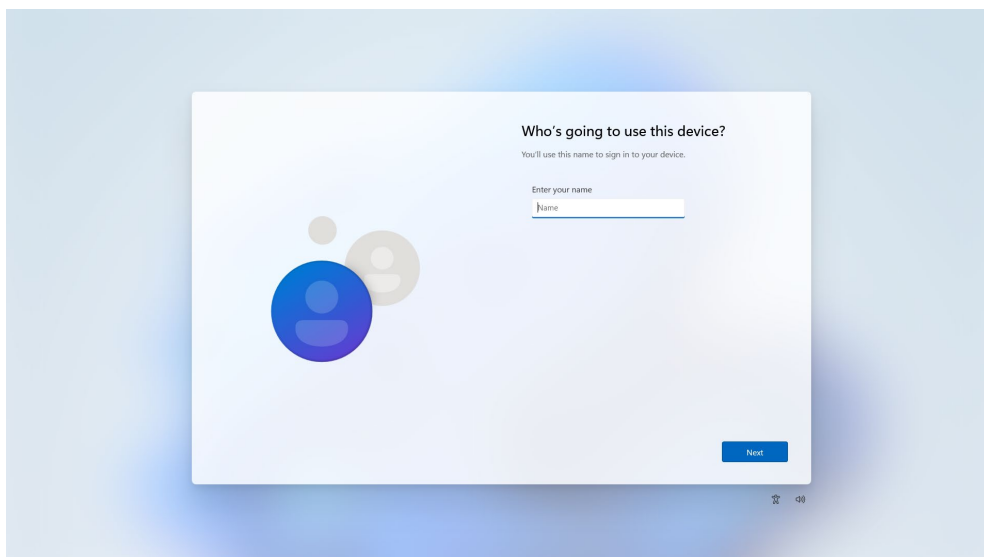 Who's going to use this device?
You'll use this name to sign in to your device.
Enter your name
Name
Next